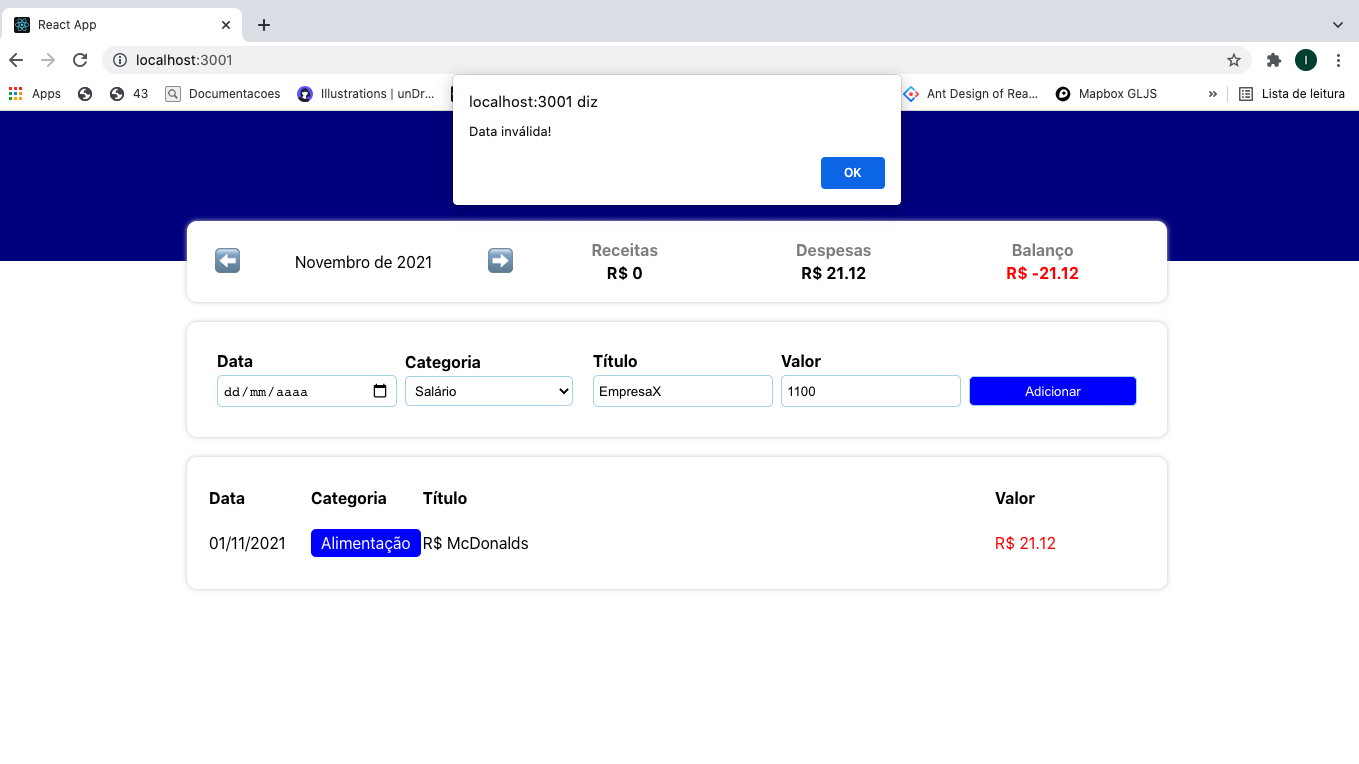 React App
localhost:3001
Apps
43
Documentacoes
Illustrations | unDr...
Ant Design of Rea...
Mapbox GLJS
»
Lista de leitura
I
localhost:3001 diz
Data inválida!
OK
Novembro de 2021
Receitas
R$ 0
Despesas
R$ 21.12
Balanço
R$ -21.12
Data
Categoria
Título
Valor
dd/mm/aaaa
Salário
EmpresaX
1100
Adicionar
Data
Categoria
Título
Valor
01/11/2021
Alimentação
R$ McDonalds
R$ 21.12